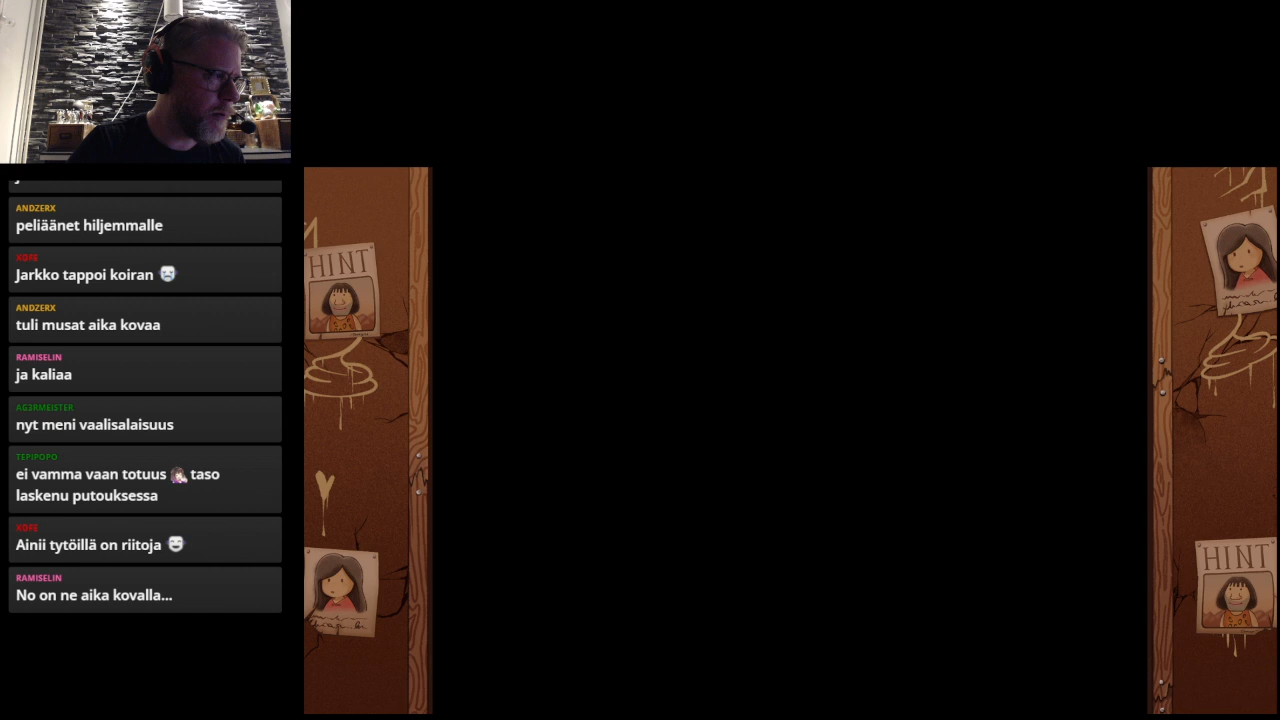 ANDZERX
peliäänet hiljemmalle
XOFE
Jarkko tappoi koiran
ANDZERX
tuli musat aika kovaa
RAMISELIN
ja kaliaa
AG3RMEISTER
nyt meni vaalisalaisuus
TEPIPOPO
ei vamma vaan totuus taso
laskenu putouksessa
XOFE
Ainii tytöillä on riitoja
RAMISELIN
No on ne aika kovalla...
HINT
HINT